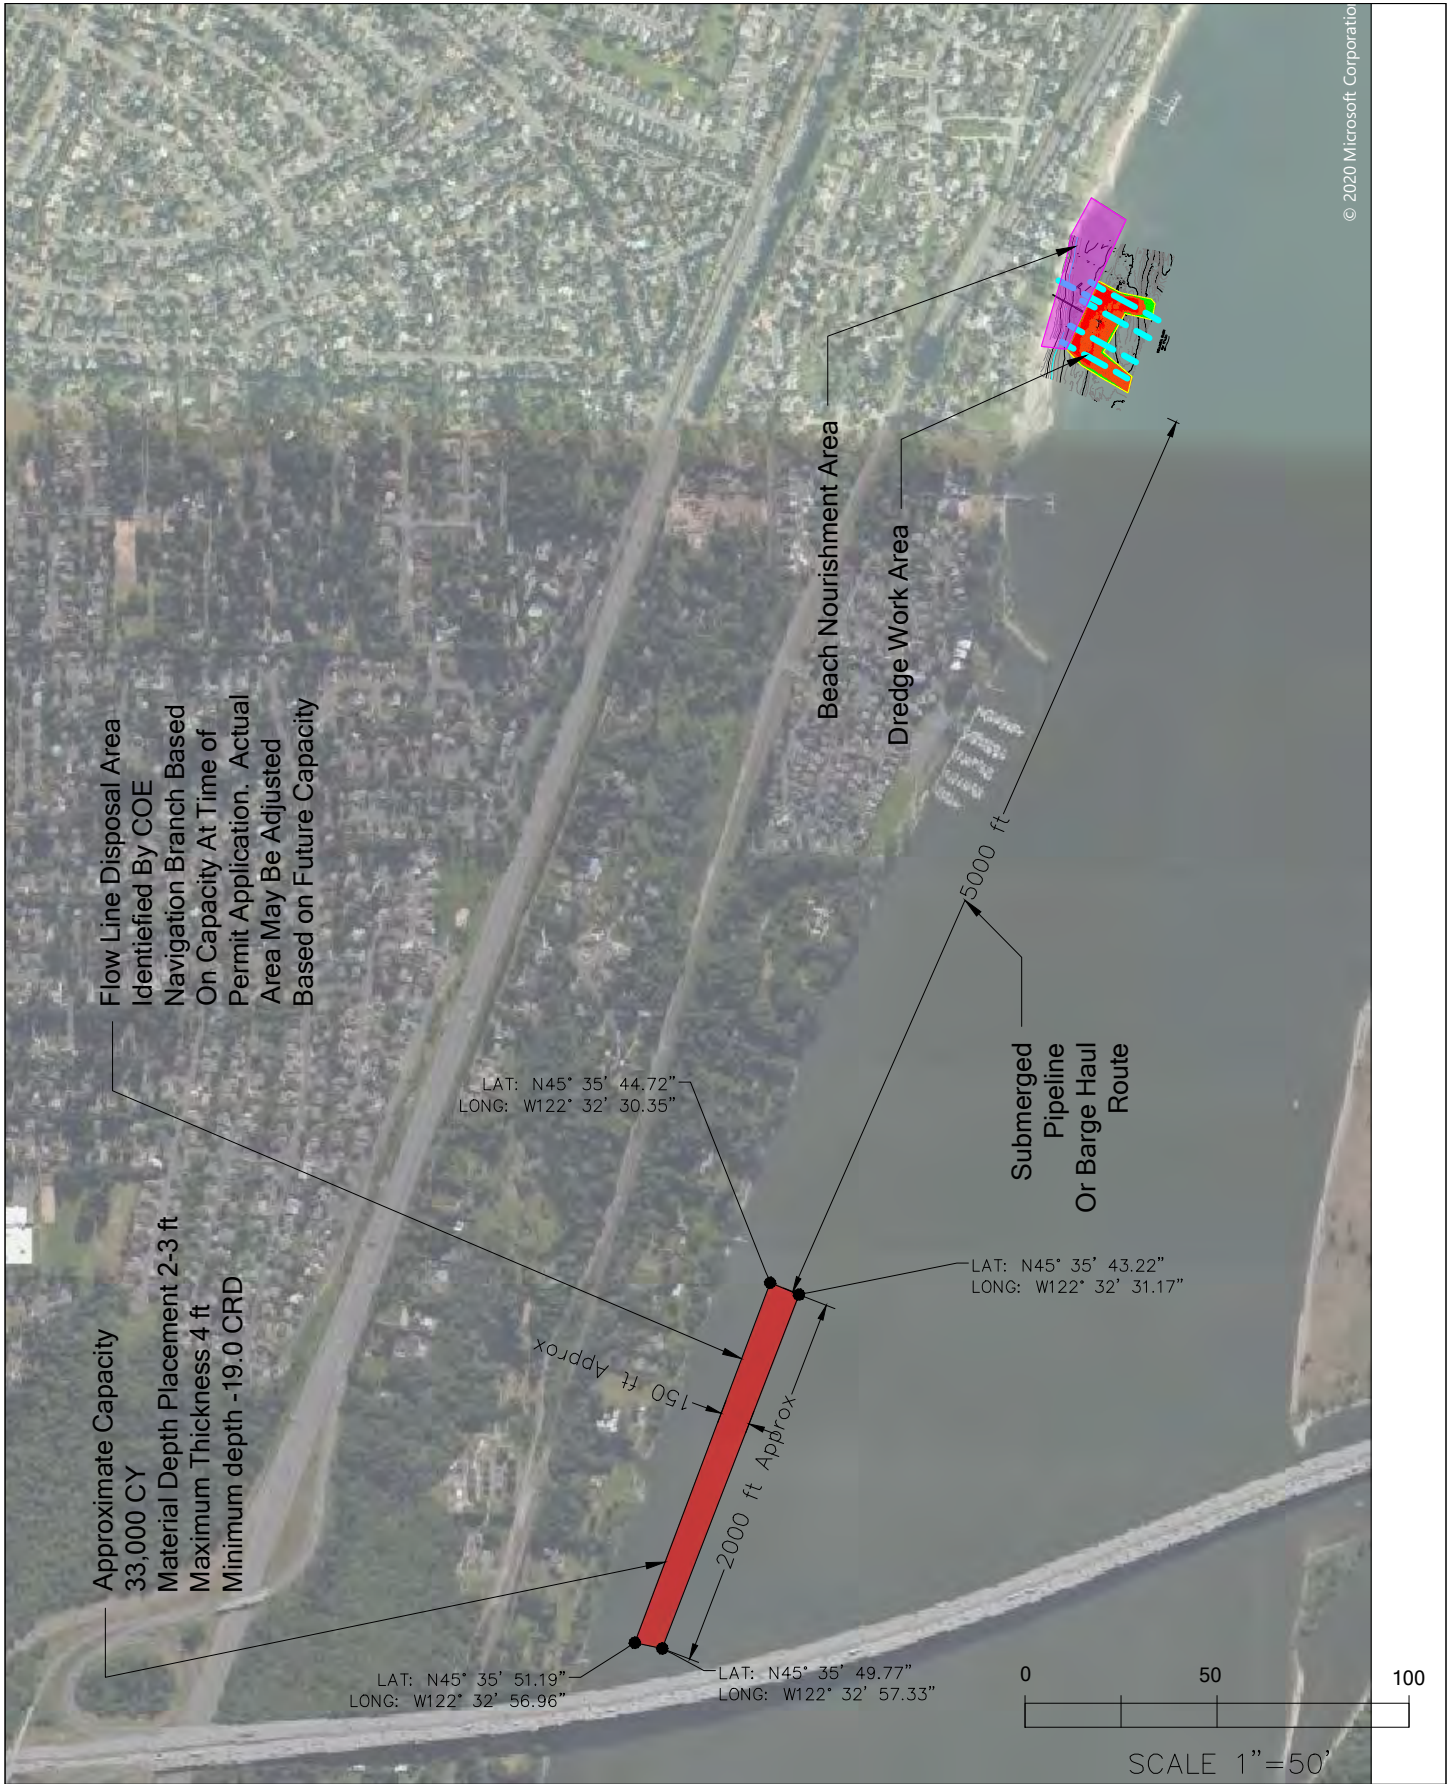 © 2020 Microsoft Corporation
Flow Line Disposal Area
Identiefied By COE
Navigation Branch Based
On Capacity At Time of
Permit Application.  Actual
Area May Be Adjusted
Based on Future Capacity
Approximate Capacity
33,000 CY
Material Depth Placement 2-3 ft
Maximum Thickness 4 ft
Minimum depth -19.0 CRD
Beach Nourishment Area
Dredge Work Area
5000 ft
Submerged
Pipeline
Or Barge Haul
Route
LAT: N45° 35' 44.72"
LONG: W122° 32' 30.35"
LAT: N45° 35' 43.22"
LONG: W122° 32' 31.17"
150 ft Approx
2000 ft Approx
LAT: N45° 35' 51.19"
LONG: W122° 32' 56.96"
LAT: N45° 35' 49.77"
LONG: W122° 32' 57.33"
0 50 100
SCALE 1"=50'